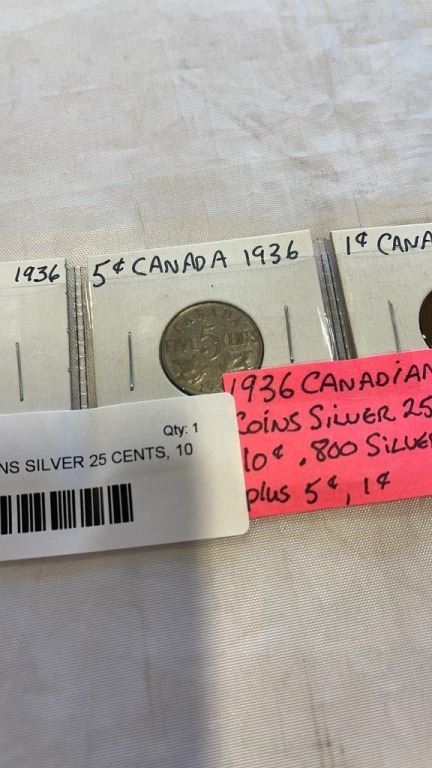 1936
5¢ CANADA 1936
1¢ CANA
CANADA
FIVE 5 CENTS
Qty: 1
NS SILVER 25 CENTS, 10
1936 CANADIAN
COINS SILVER 25
10¢ .800 SILVER
plus 5¢, 1¢